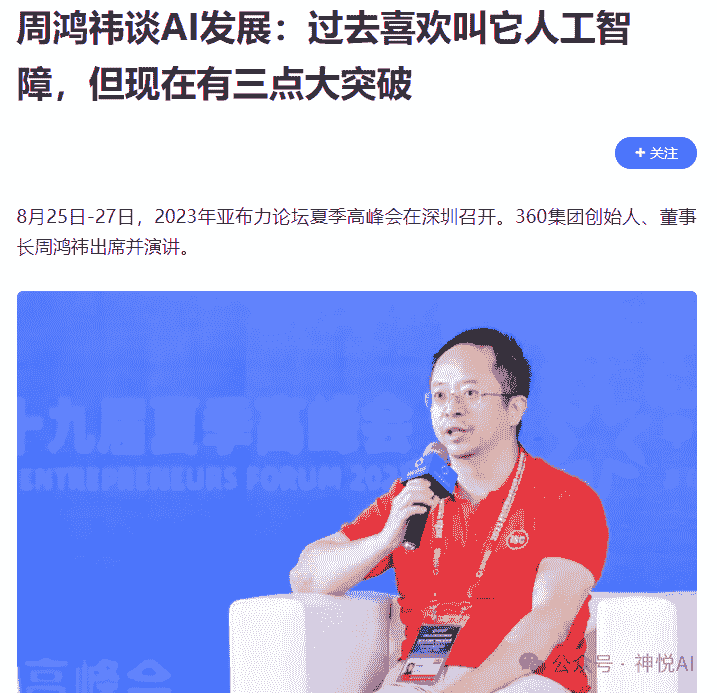 周鸿祎谈AI发展：过去喜欢叫它人工智
障，但现在有三点大突破
+ 关注
8月25日-27日，2023年亚布力论坛夏季高峰会在深圳召开。360集团创始人、董事
长周鸿祎出席并演讲。
十九届夏季高峰会
ENTREPRENEURS FORUM 202
高峰会
公众号 · 神悦AI